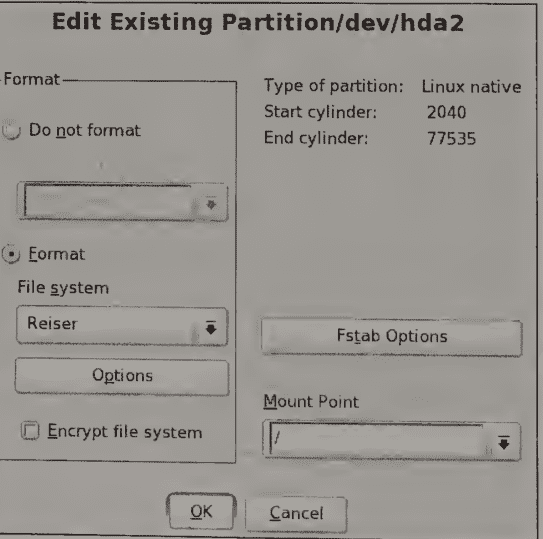 Edit Existing Partition/dev/hda2
Format
Do not format
Format
File system
Reiser
Options
Encrypt file system
Type of partition: Linux native
Start cylinder: 2040
End cylinder: 77535
Fstab Options
Mount Point
/
OK
Cancel